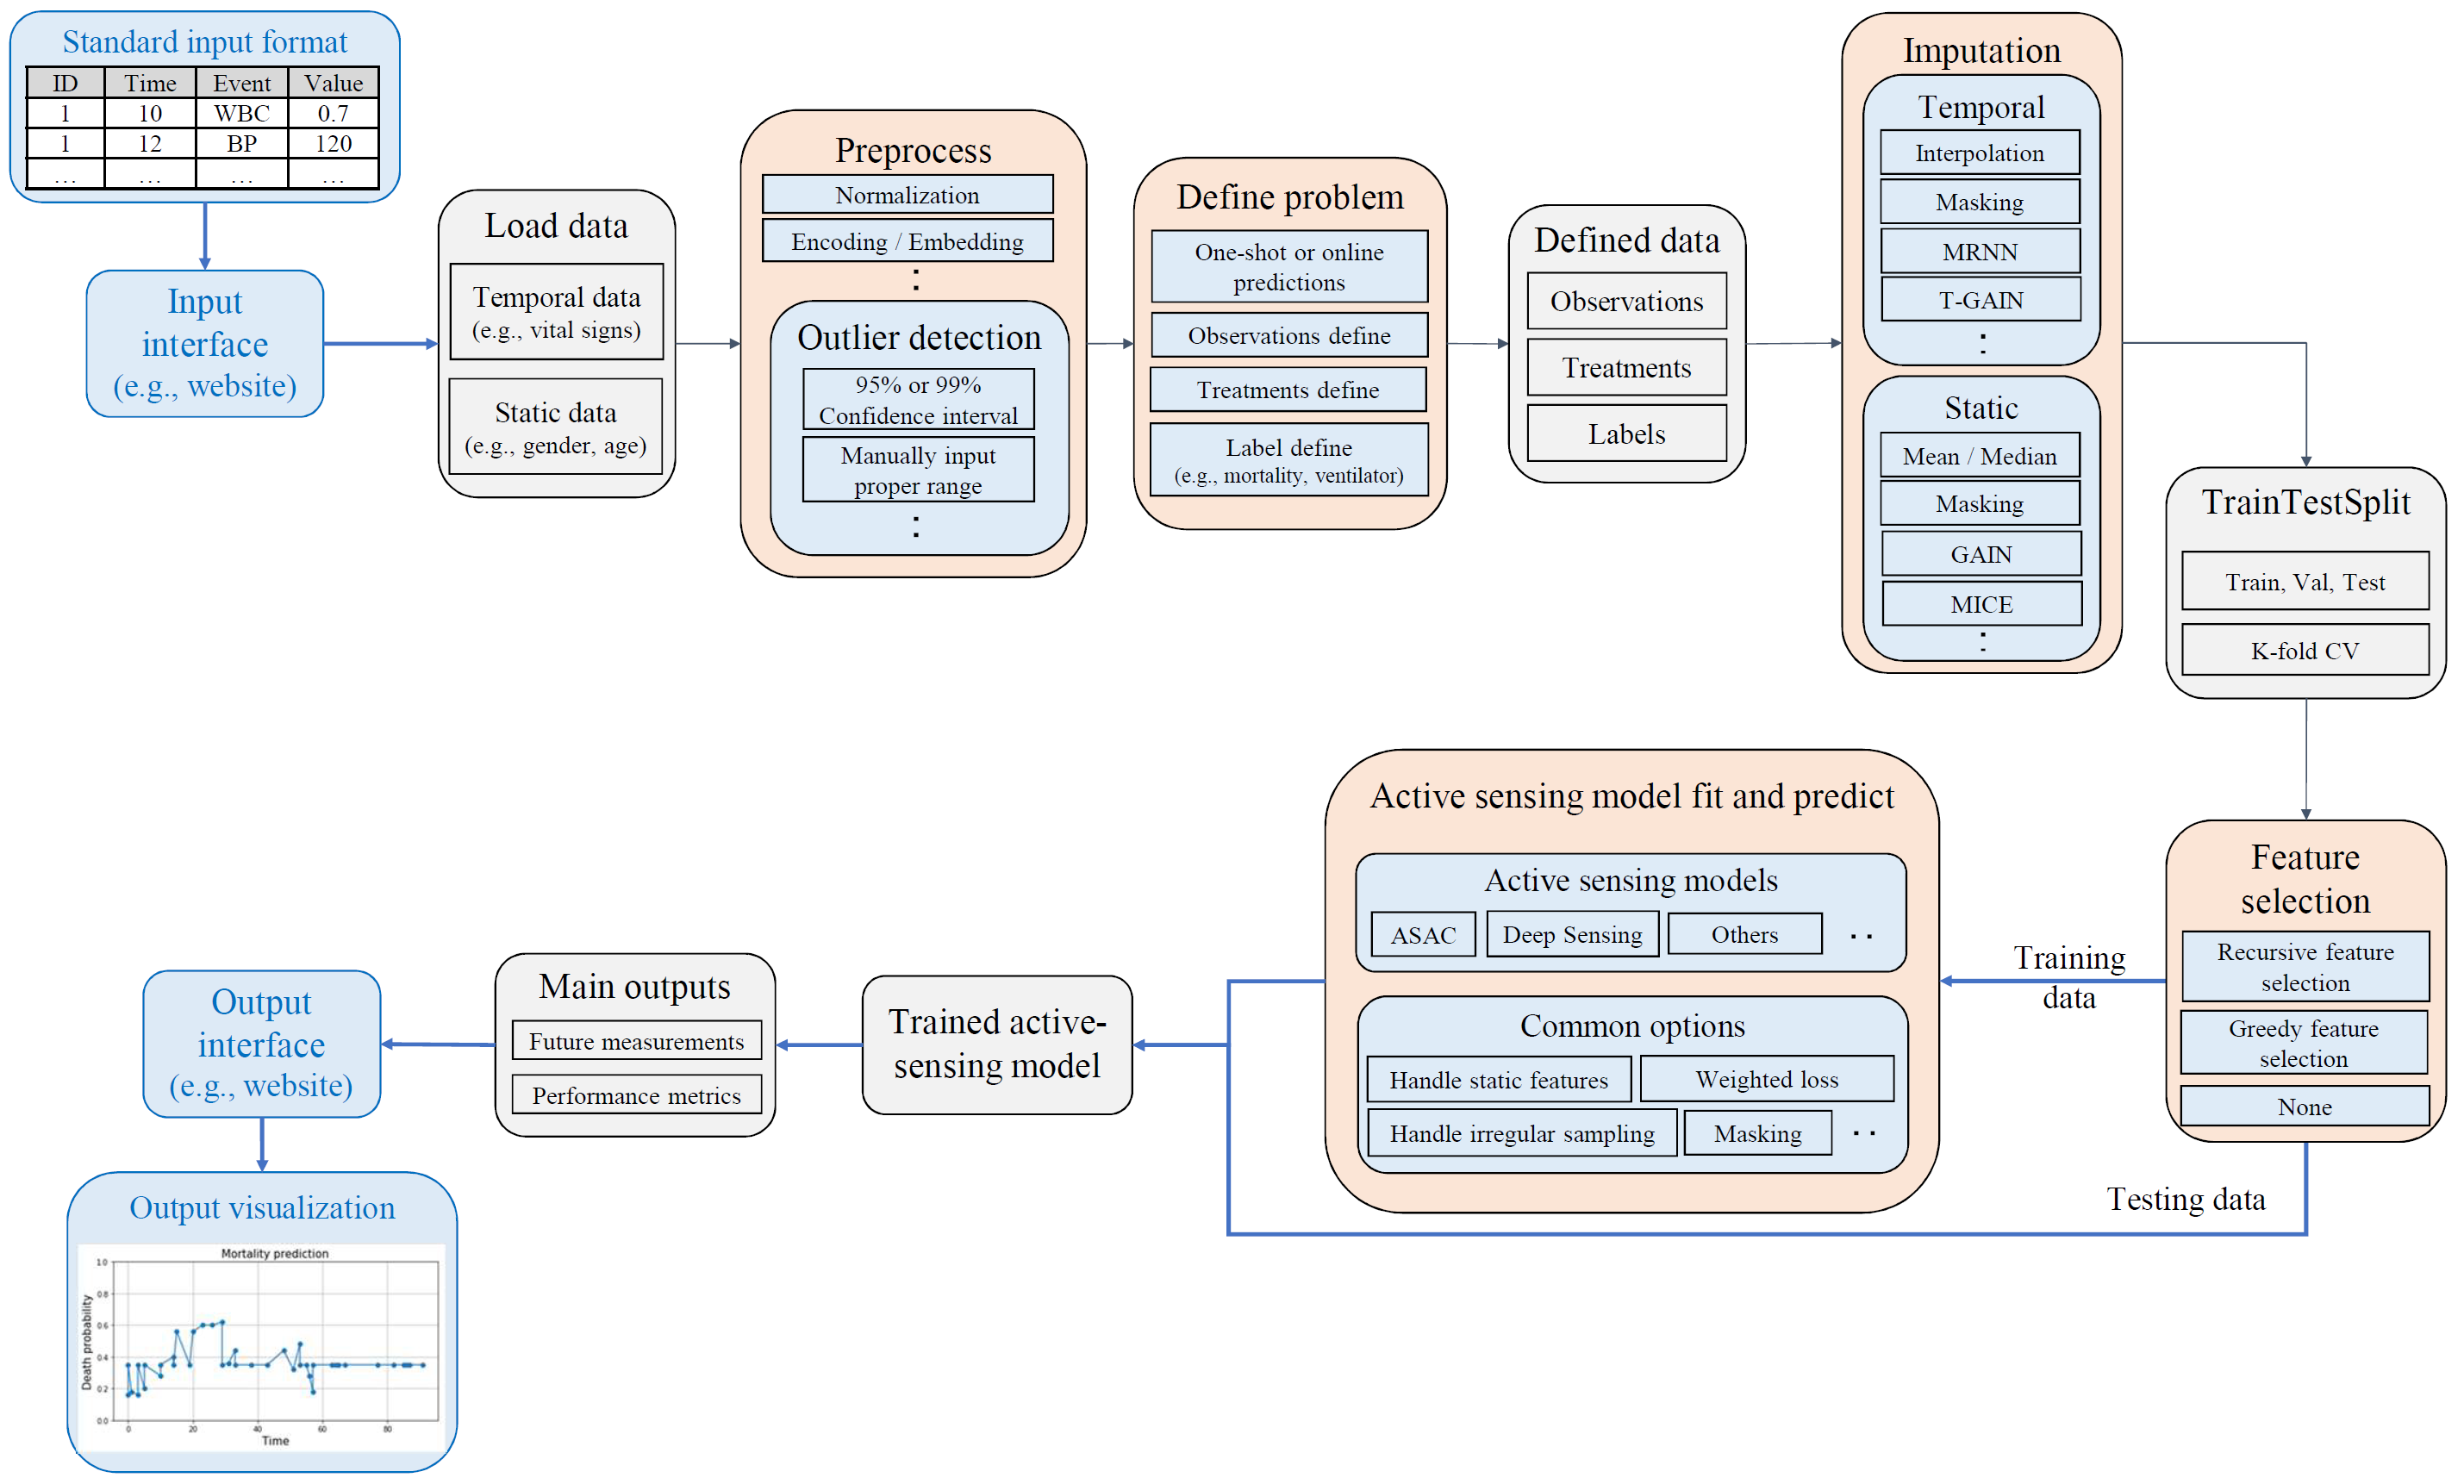 Standard input format
ID Time Event Value
1 10 WBC 0.7
1 12 BP 120
... ... ... ...
Input
interface
(e.g., website)
Load data
Temporal data
(e.g., vital signs)
Static data
(e.g., gender, age)
Preprocess
Normalization
Encoding / Embedding
:
Outlier detection
95% or 99%
Confidence interval
Manually input
proper range
:
Define problem
One-shot or online
predictions
Observations define
Treatments define
Label define
(e.g., mortality, ventilator)
Defined data
Observations
Treatments
Labels
Imputation
Temporal
Interpolation
Masking
MRNN
T-GAIN
:
Static
Mean / Median
Masking
GAIN
MICE
:
TrainTestSplit
Train, Val, Test
K-fold CV
Feature
selection
Recursive feature
selection
Greedy feature
selection
None
Training
data
Testing data
Active sensing model fit and predict
Active sensing models
ASAC Deep Sensing Others . .
Common options
Handle static features Weighted loss
Handle irregular sampling Masking . .
Trained active-
sensing model
Main outputs
Future measurements
Performance metrics
Output
interface
(e.g., website)
Output visualization
Mortality prediction
Death probability
1.0
0.8
0.6
0.4
0.2
0.0
0 20 40 60 80
Time